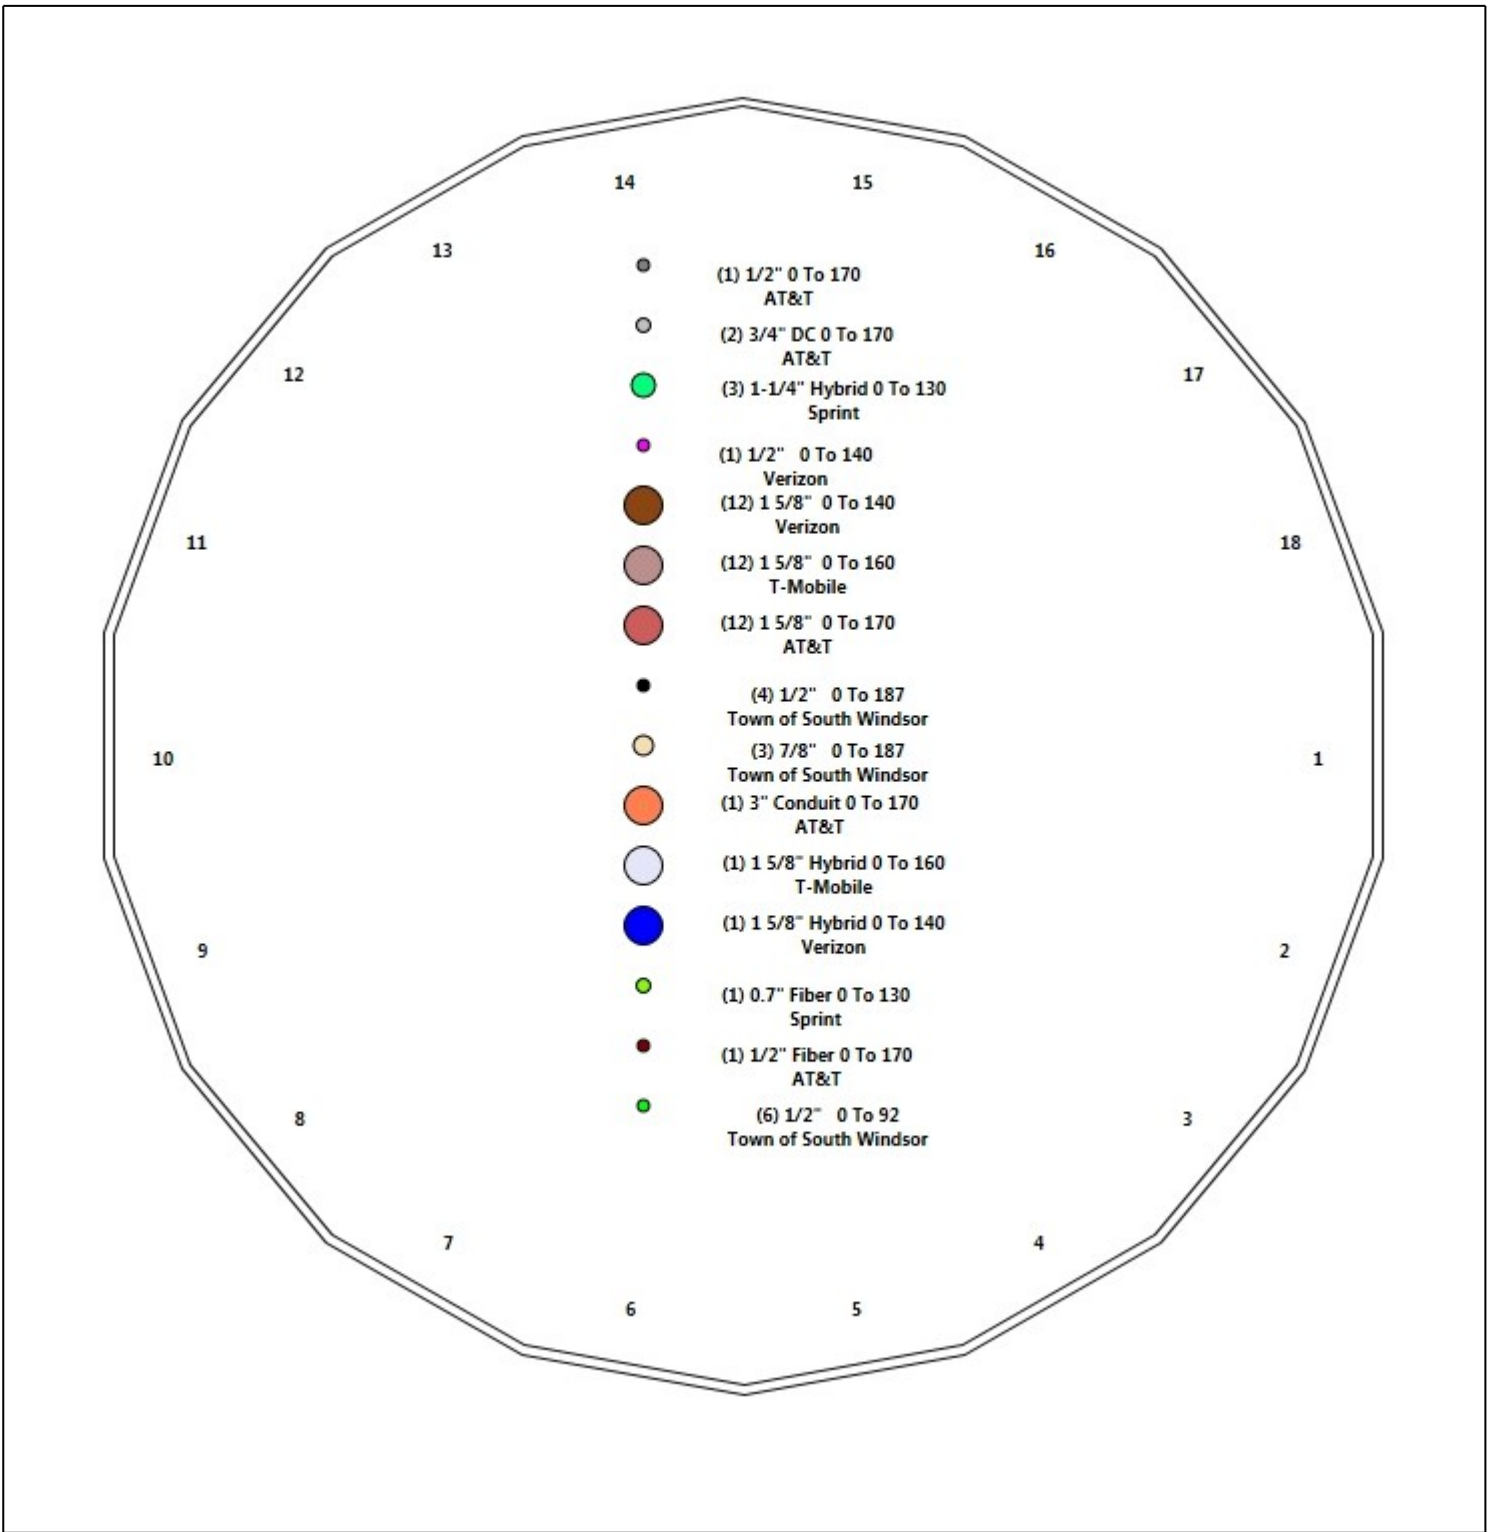 14
15
13
16
(1) 1/2" 0 To 170
AT&T
(2) 3/4" DC 0 To 170
AT&T
12
17
(3) 1-1/4" Hybrid 0 To 130
Sprint
(1) 1/2" 0 To 140
Verizon
(12) 1 5/8" 0 To 140
Verizon
11
18
(12) 1 5/8" 0 To 160
T-Mobile
(12) 1 5/8" 0 To 170
AT&T
(4) 1/2" 0 To 187
Town of South Windsor
10
1
(3) 7/8" 0 To 187
Town of South Windsor
(1) 3" Conduit 0 To 170
AT&T
(1) 1 5/8" Hybrid 0 To 160
T-Mobile
(1) 1 5/8" Hybrid 0 To 140
Verizon
9
2
(1) 0.7" Fiber 0 To 130
Sprint
(1) 1/2" Fiber 0 To 170
AT&T
8
3
(6) 1/2" 0 To 92
Town of South Windsor
7
4
6
5